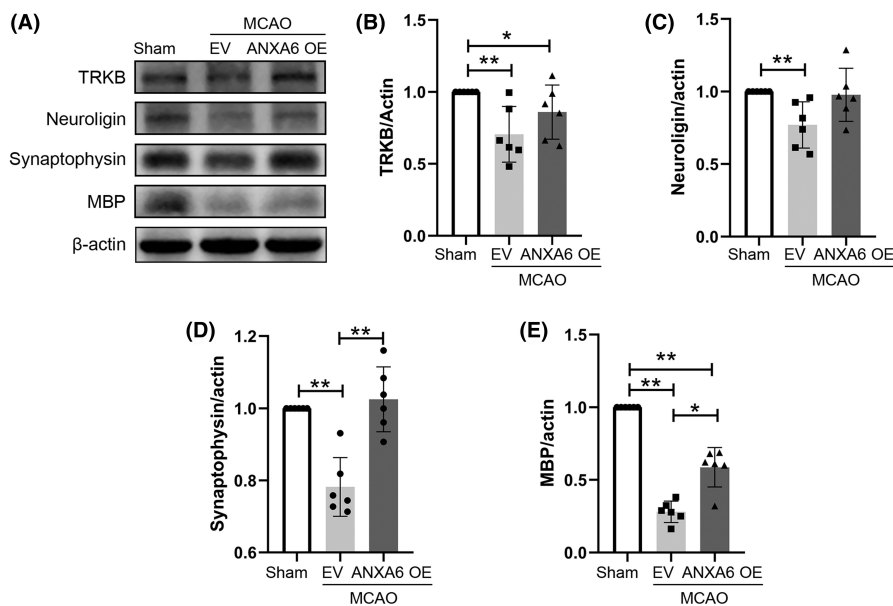 (A)
MCAO
Sham EV ANXA6 OE
TRKB
Neuroligin
Synaptophysin
MBP
β-actin
(B)
TRKB/Actin
1.5
1.0
0.5
0.0
*
**
Sham EV ANXA6 OE
MCAO
(C)
Neuroligin/actin
1.5
1.0
0.5
0.0
**
Sham EV ANXA6 OE
MCAO
(D)
Synaptophysin/actin
1.2
1.0
0.8
0.6
**
**
Sham EV ANXA6 OE
MCAO
(E)
MBP/actin
1.5
1.0
0.5
0.0
**
**
*
Sham EV ANXA6 OE
MCAO